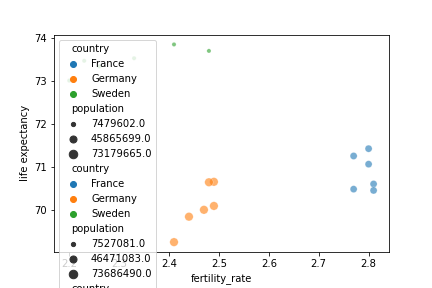 74
73
72
71
70
life expectancy
country
France
Germany
Sweden
population
7479602.0
45865699.0
73179665.0
country
France
Germany
Sweden
population
7527081.0
46471083.0
73686490.0
country
2.4
2.5
2.6
2.7
2.8
fertility_rate